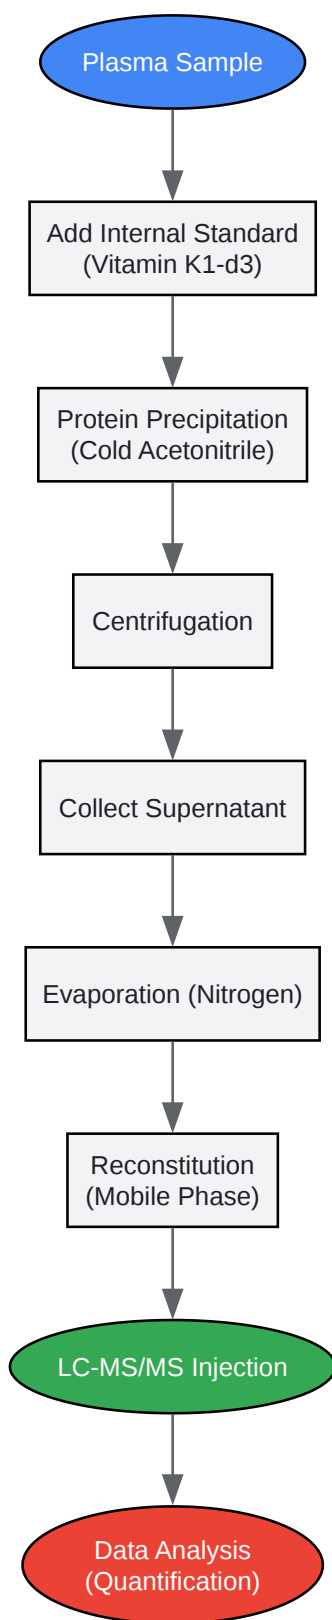 Plasma Sample
Add Internal Standard
(Vitamin K1-d3)
Protein Precipitation
(Cold Acetonitrile)
Centrifugation
Collect Supernatant
Evaporation (Nitrogen)
Reconstitution
(Mobile Phase)
LC-MS/MS Injection
Data Analysis
(Quantification)